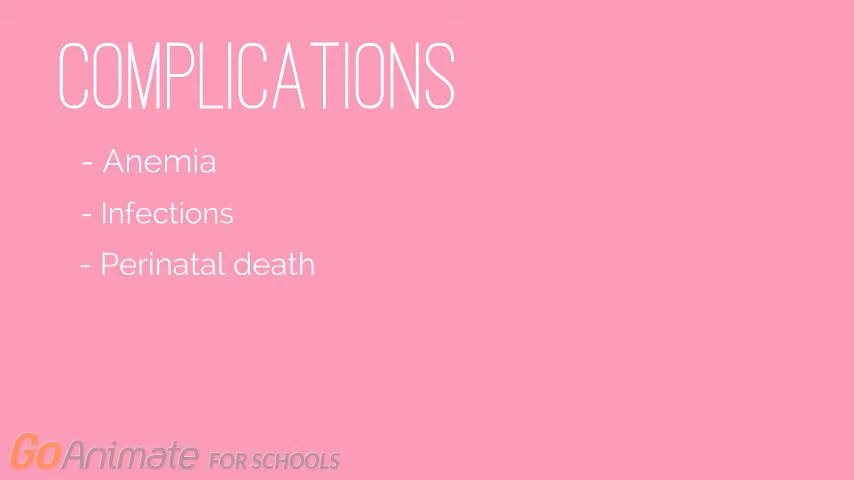 COMPLICATIONS
- Anemia
- Infections
- Perinatal death
GoAnimate FOR SCHOOLS